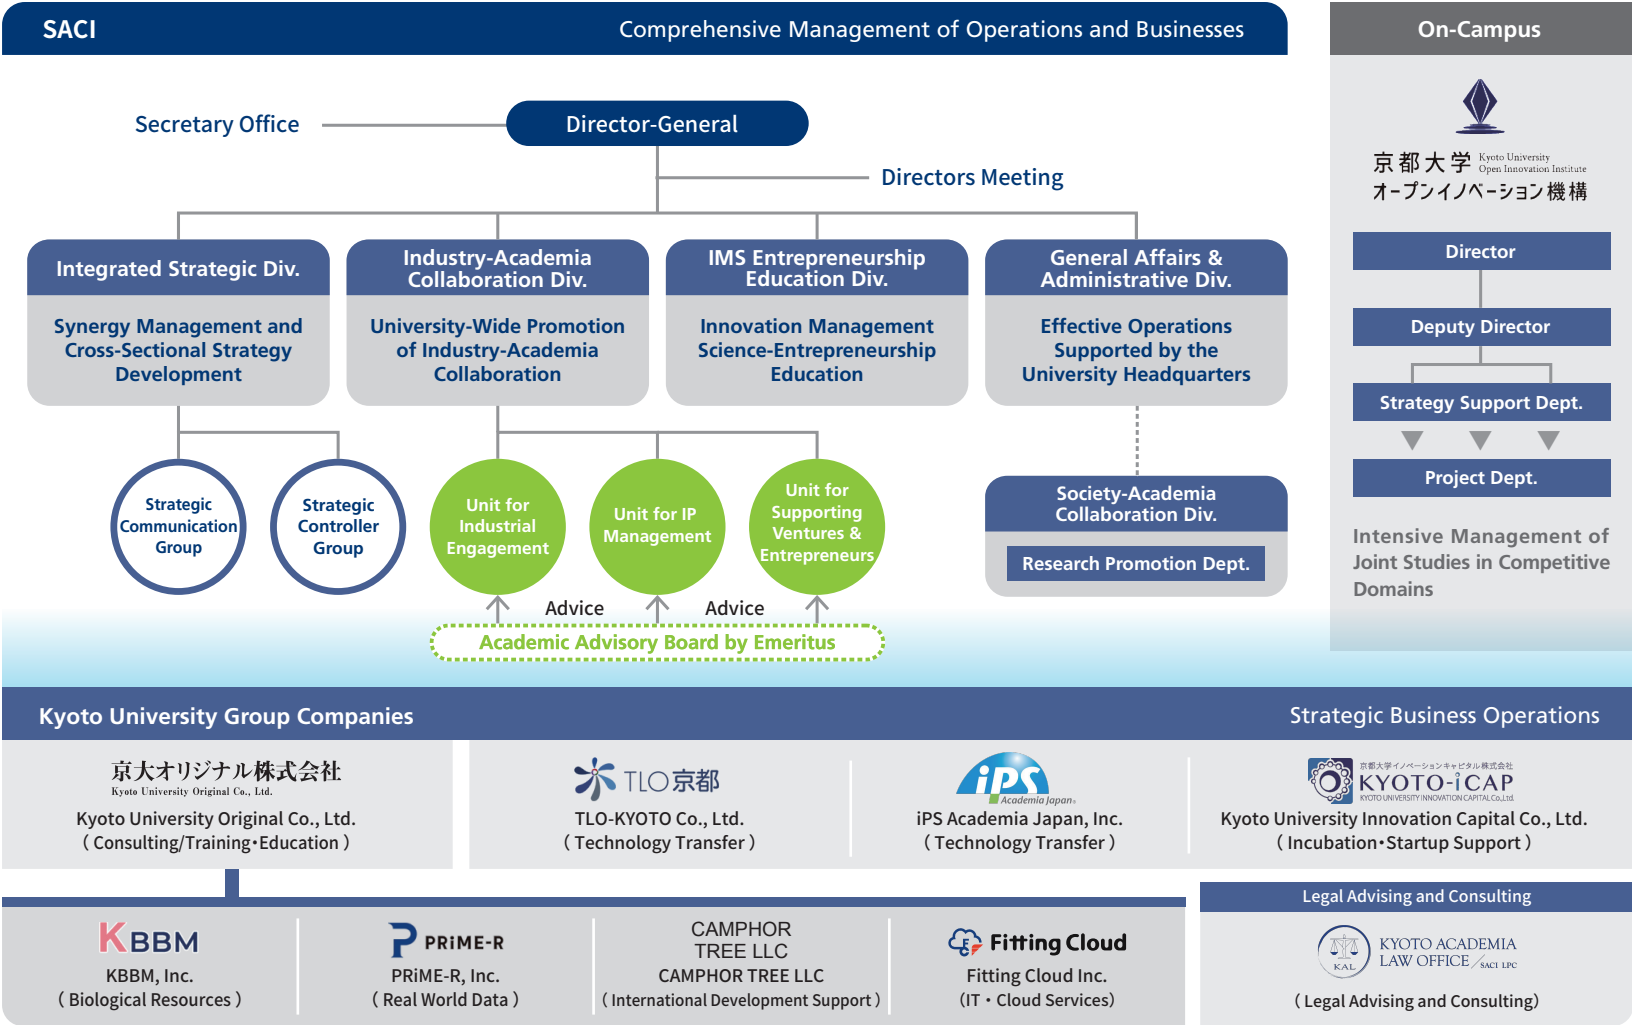 SACI
Comprehensive Management of Operations and Businesses
Secretary Office
Director-General
Directors Meeting
Integrated Strategic Div.
Synergy Management and
Cross-Sectional Strategy
Development
Industry-Academia
Collaboration Div.
University-Wide Promotion
of Industry-Academia
Collaboration
IMS Entrepreneurship
Education Div.
Innovation Management
Science-Entrepreneurship
Education
General Affairs &
Administrative Div.
Effective Operations
Supported by the
University Headquarters
Strategic
Communication
Group
Strategic
Controller
Group
Unit for
Industrial
Engagement
Unit for IP
Management
Unit for
Supporting
Ventures &
Entrepreneurs
Society-Academia
Collaboration Div.
Research Promotion Dept.
Advice
Advice
Academic Advisory Board by Emeritus
On-Campus
京都大学 Kyoto University
Open Innovation Institute
オープンイノベーション機構
Director
Deputy Director
Strategy Support Dept.
Project Dept.
Intensive Management of
Joint Studies in Competitive
Domains
Kyoto University Group Companies
Strategic Business Operations
京大オリジナル株式会社
Kyoto University Original Co., Ltd.
Kyoto University Original Co., Ltd.
（Consulting/Training・Education）
TLO京都
TLO-KYOTO Co., Ltd.
（Technology Transfer）
iPS
Academia Japan®
iPS Academia Japan, Inc.
（Technology Transfer）
京都大学イノベーションキャピタル株式会社
KYOTO-iCAP
KYOTO UNIVERSITY INNOVATION CAPITAL Co.,Ltd.
Kyoto University Innovation Capital Co., Ltd.
（Incubation・Startup Support）
KBBM
KBBM, Inc.
（Biological Resources）
PRiME-R
PRiME-R, Inc.
（Real World Data）
CAMPHOR
TREE LLC
CAMPHOR TREE LLC
（International Development Support）
Fitting Cloud
Fitting Cloud Inc.
（IT・Cloud Services）
Legal Advising and Consulting
KAL
KYOTO ACADEMIA
LAW OFFICE / SACI LPC
（Legal Advising and Consulting）